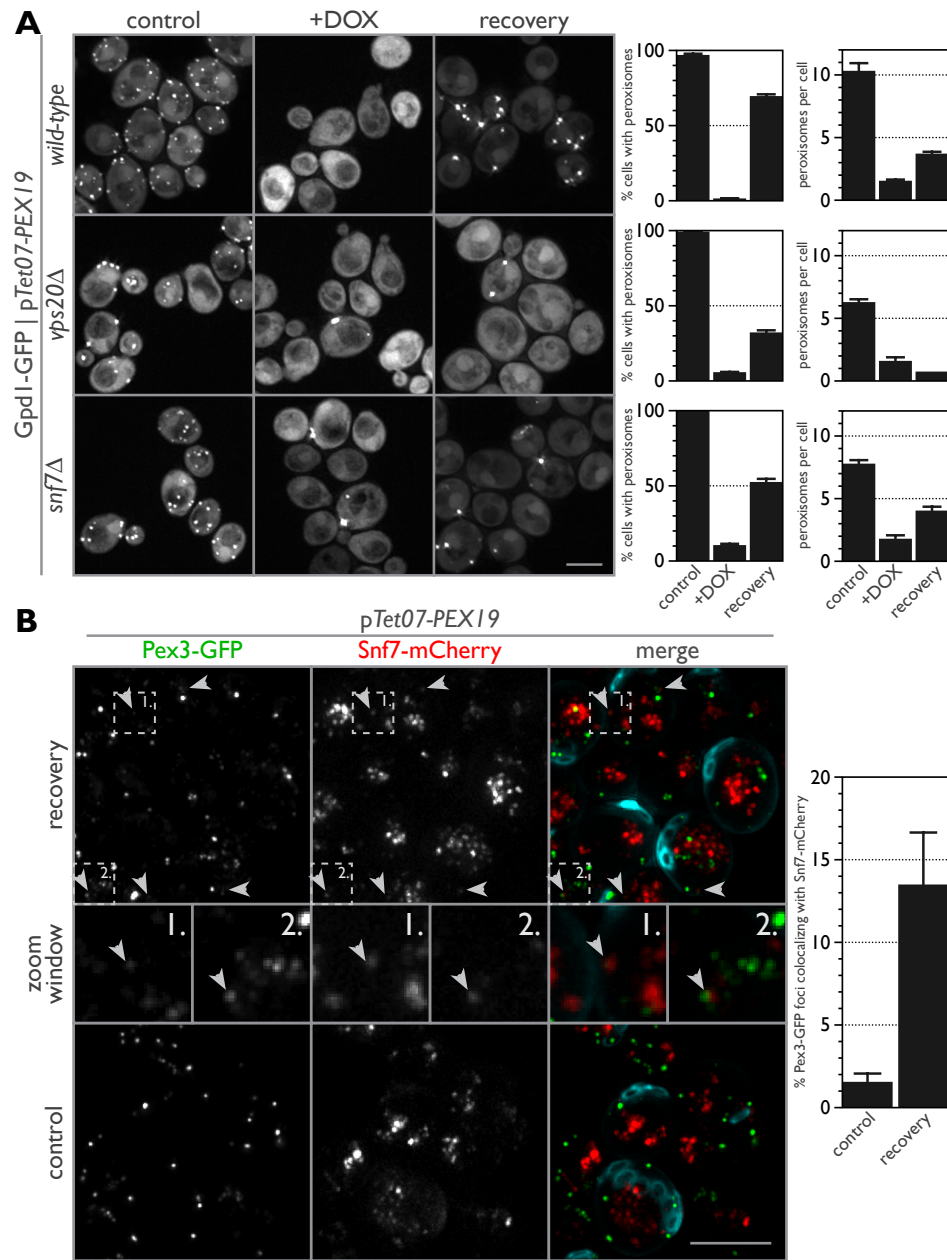 A
control
+DOX
recovery
Gpd1-GFP | pTet07-PEX19
wild-type
vps20Δ
snf7Δ
% cells with peroxisomes
100
50
0
peroxisomes per cell
10
5
0
% cells with peroxisomes
100
50
0
peroxisomes per cell
10
5
0
% cells with peroxisomes
100
50
0
control
+DOX
recovery
peroxisomes per cell
10
5
0
control
+DOX
recovery
B
pTet07-PEX19
Pex3-GFP
Snf7-mCherry
merge
recovery
1.
2.
1.
2.
1.
2.
zoom
window
1.
2.
1.
2.
1.
2.
control
% Pex3-GFP foci colocalizng with Snf7-mCherry
20
15
10
5
0
control
recovery